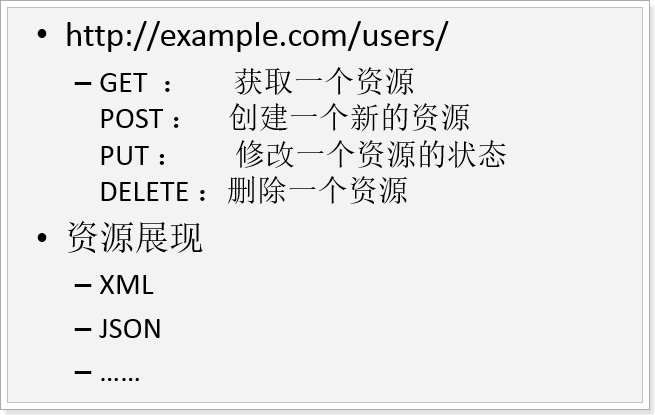 • http://example.com/users/
– GET ： 获取一个资源
POST： 创建一个新的资源
PUT： 修改一个资源的状态
DELETE：删除一个资源
• 资源展现
– XML
– JSON
– ……